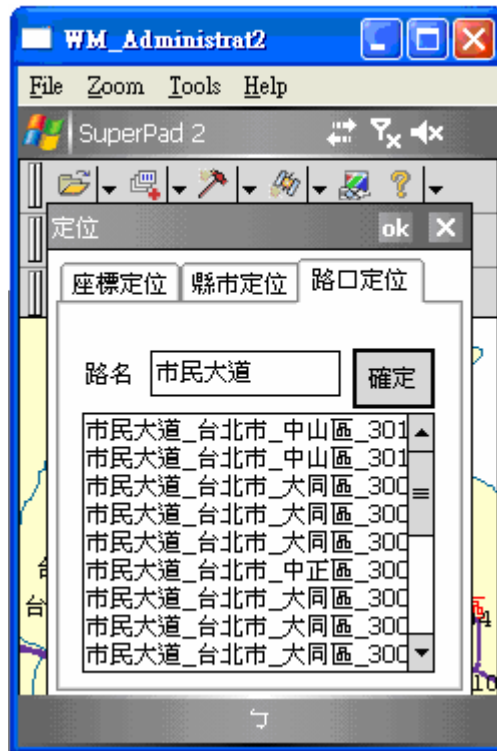 WM_Administrat2
File Zoom Tools Help
SuperPad 2
定位 ok
座標定位 縣市定位 路口定位
路名 市民大道 確定
市民大道_台北市_中山區_301
市民大道_台北市_中山區_301
市民大道_台北市_大同區_300
市民大道_台北市_大同區_300
市民大道_台北市_大同區_300
市民大道_台北市_中正區_300
市民大道_台北市_大同區_300
市民大道_台北市_大同區_300
市民大道_台北市_大同區_300
台
ㄅ